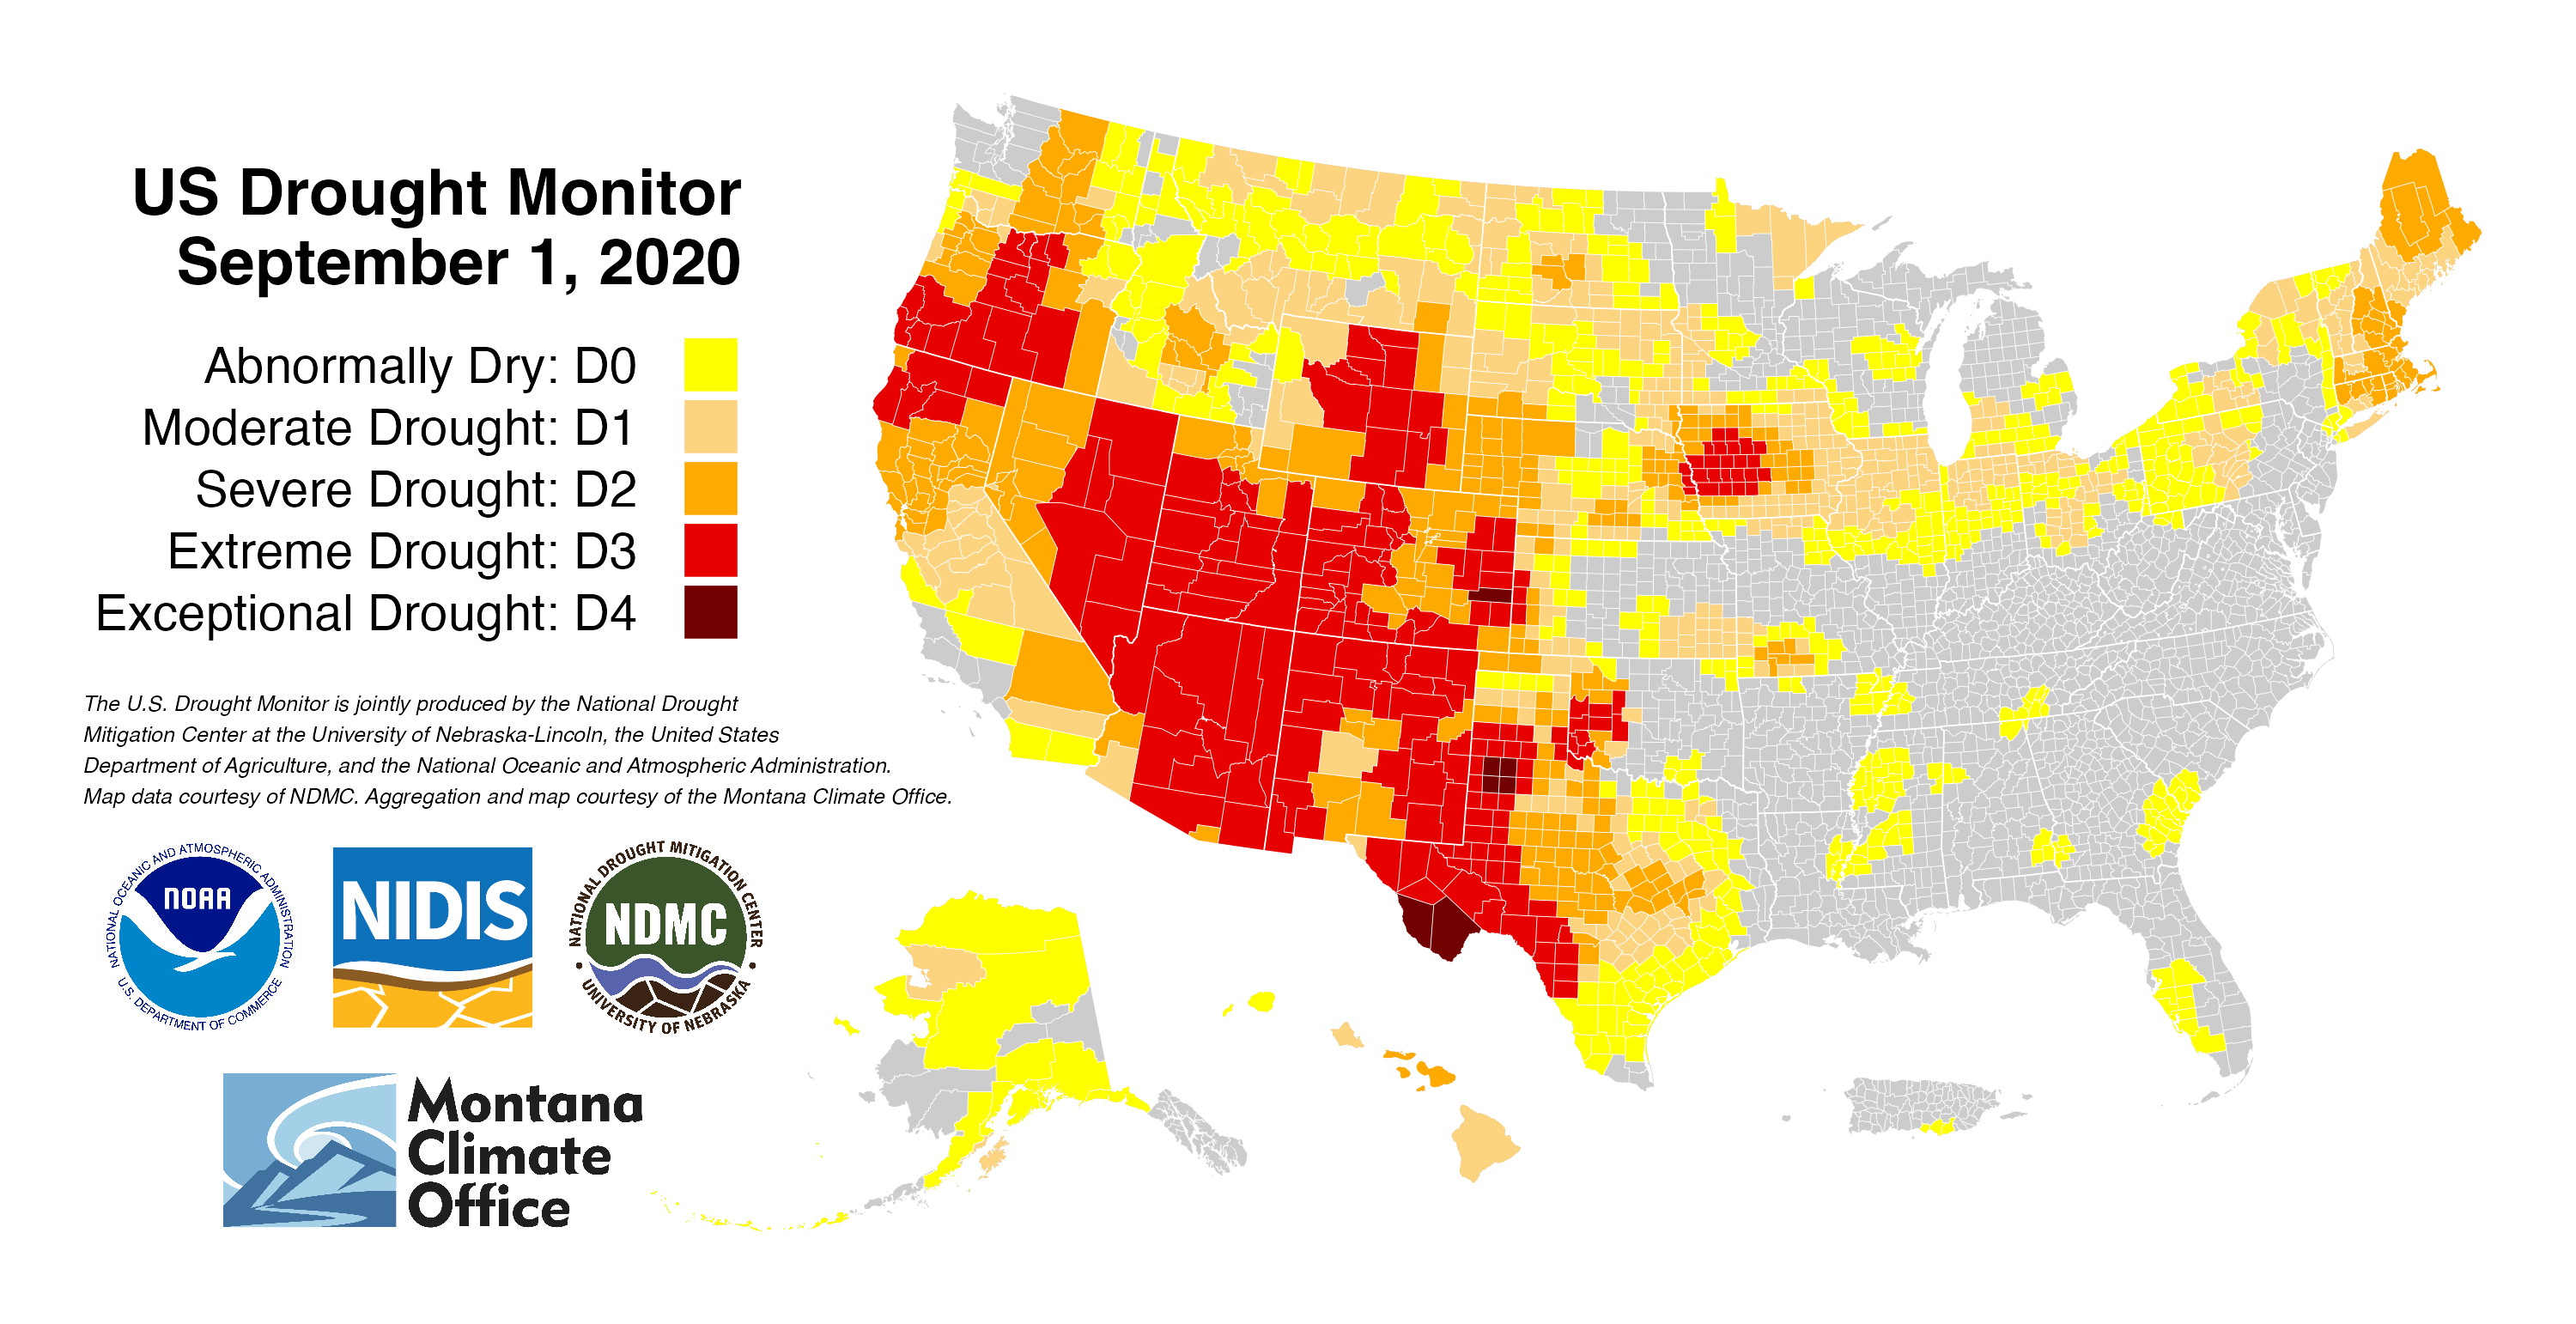 US Drought Monitor
September 1, 2020
Abnormally Dry: D0
Moderate Drought: D1
Severe Drought: D2
Extreme Drought: D3
Exceptional Drought: D4
The U.S. Drought Monitor is jointly produced by the National Drought
Mitigation Center at the University of Nebraska-Lincoln, the United States
Department of Agriculture, and the National Oceanic and Atmospheric Administration.
Map data courtesy of NDMC. Aggregation and map courtesy of the Montana Climate Office.
NATIONAL OCEANIC AND ATMOSPHERIC ADMINISTRATION
NOAA
U.S. DEPARTMENT OF COMMERCE
NIDIS
NATIONAL DROUGHT MITIGATION CENTER
NDMC
UNIVERSITY OF NEBRASKA
Montana
Climate
Office